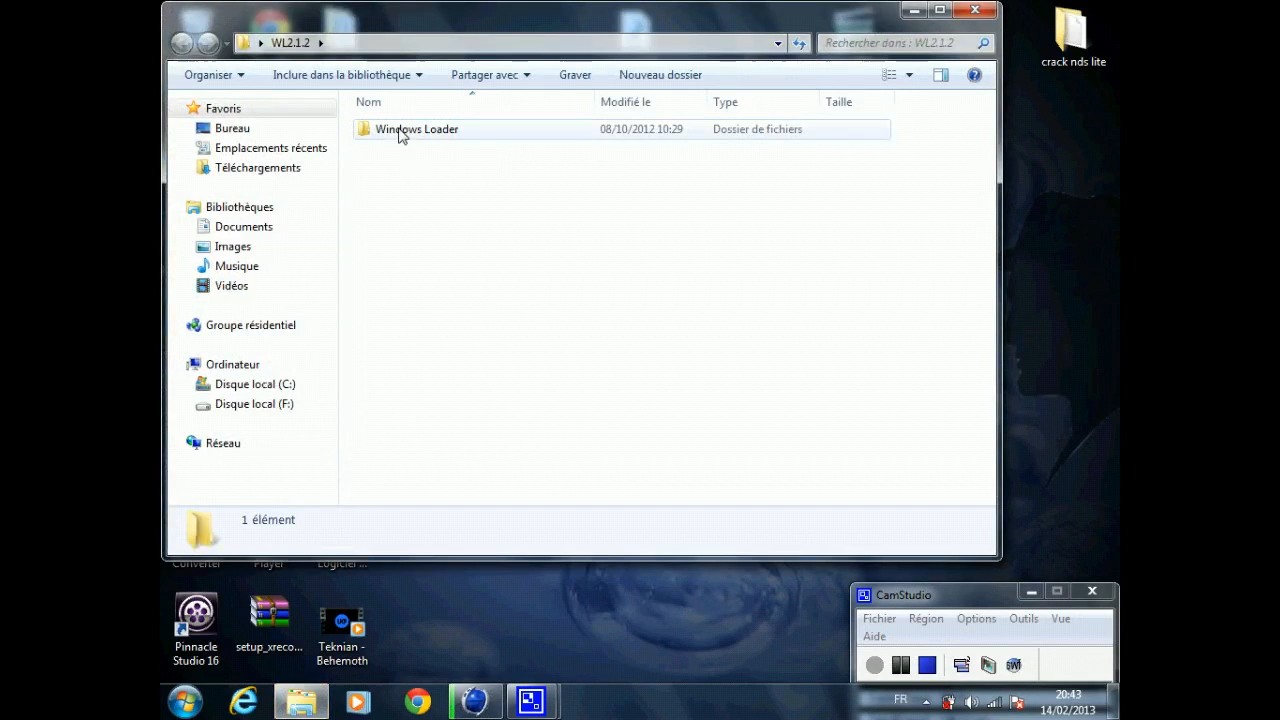 WL2.1.2
Rechercher dans : WL2.1.2
crack nds lite
Organiser
Inclure dans la bibliothèque
Partager avec
Graver
Nouveau dossier
Nom
Modifié le
Type
Taille
Windows Loader
08/10/2012 10:29
Dossier de fichiers
Favoris
Bureau
Emplacements récents
Téléchargements
Bibliothèques
Documents
Images
Musique
Vidéos
Groupe résidentiel
Ordinateur
Disque local (C:)
Disque local (F:)
Réseau
1 élément
Converter
Player
Logiciel ...
Pinnacle
Studio 16
setup_xreco...
Teknian -
Behemoth
CamStudio
Fichier
Région
Options
Outils
Vue
Aide
FR
20:43
14/02/2013